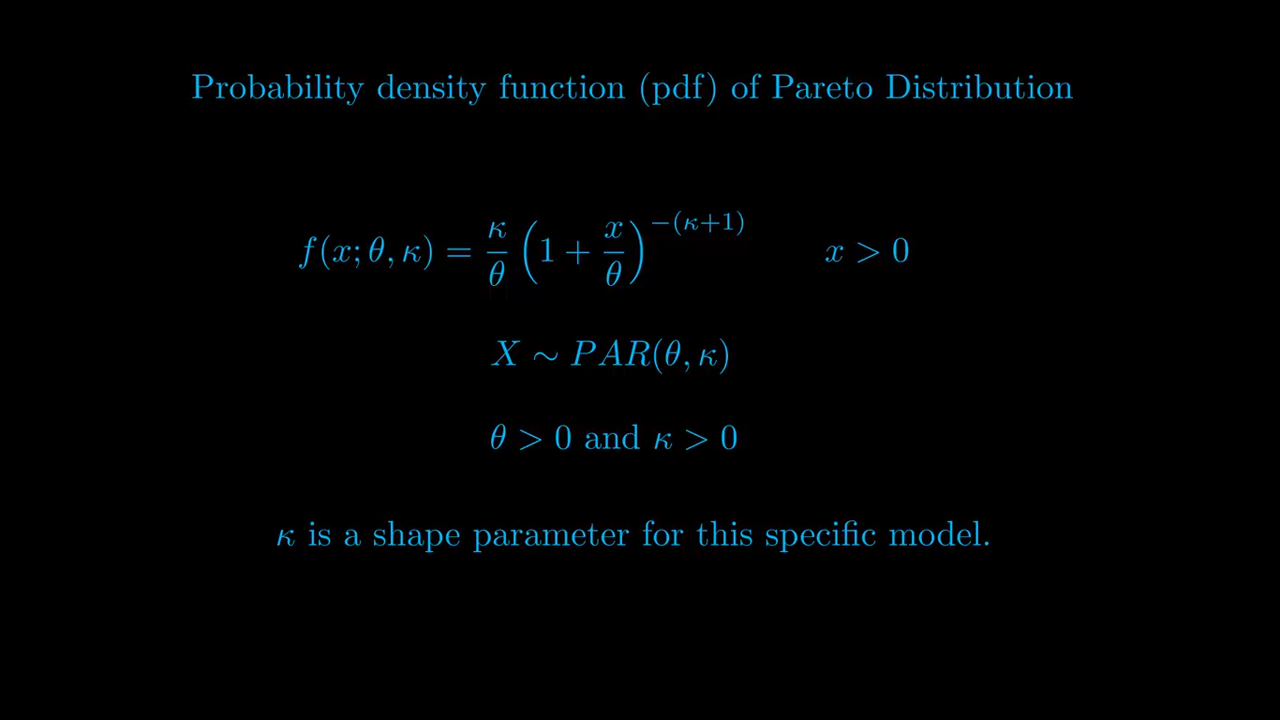 Probability density function (pdf) of Pareto Distribution
f(x; θ, κ) = κ/θ (1 + x/θ)^−(κ+1) x > 0
X ∼ PAR(θ, κ)
θ > 0 and κ > 0
κ is a shape parameter for this specific model.